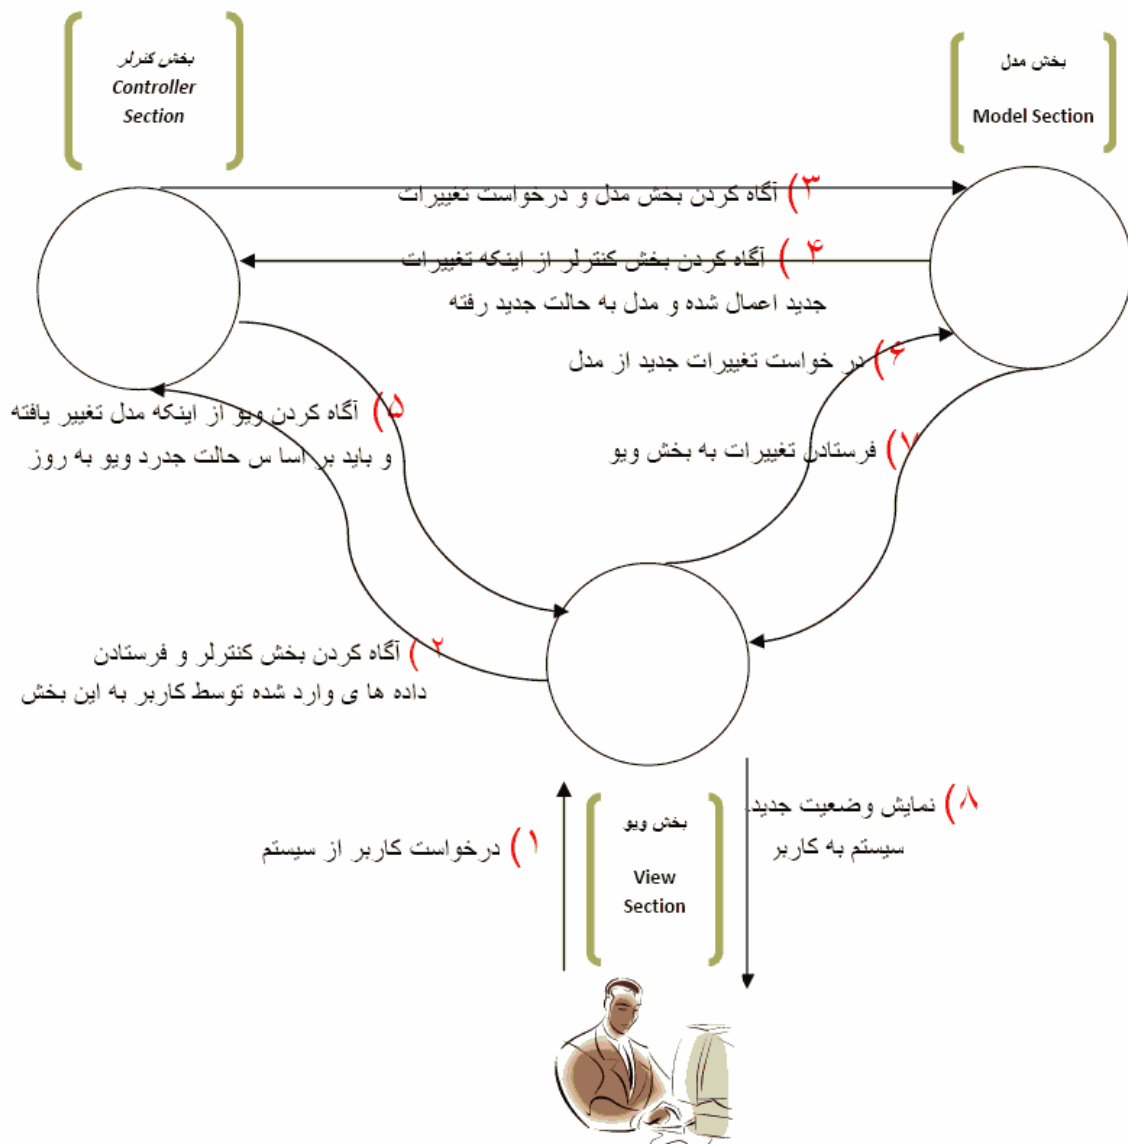 بخش کنترلر
Controller
Section
بخش مدل
Model Section
۳) آگاه کردن بخش مدل و درخواست تغییرات
۴) آگاه کردن بخش کنترلر از اینکه تغییرات
جدید اعمال شده و مدل به حالت جدید رفته
۶) در خواست تغییرات جدید از مدل
۵) آگاه کردن ویو از اینکه مدل تغییر یافته
و باید بر اسا س حالت جدرد ویو به روز
۷) فرستادن تغییرات به بخش ویو
۲) آگاه کردن بخش کنترلر و فرستادن
داده ها ی وارد شده توسط کاربر به این بخش
۸) نمایش وضعیت جدید
سیستم به کاربر
۱) درخواست کاربر از سیستم
بخش ویو
View
Section